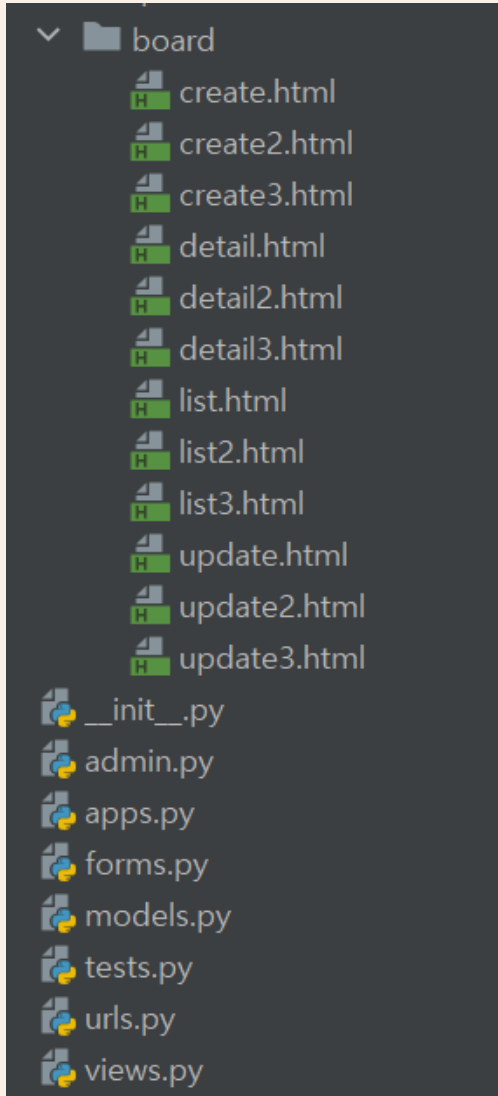 board
create.html
create2.html
create3.html
detail.html
detail2.html
detail3.html
list.html
list2.html
list3.html
update.html
update2.html
update3.html
__init__.py
admin.py
apps.py
forms.py
models.py
tests.py
urls.py
views.py